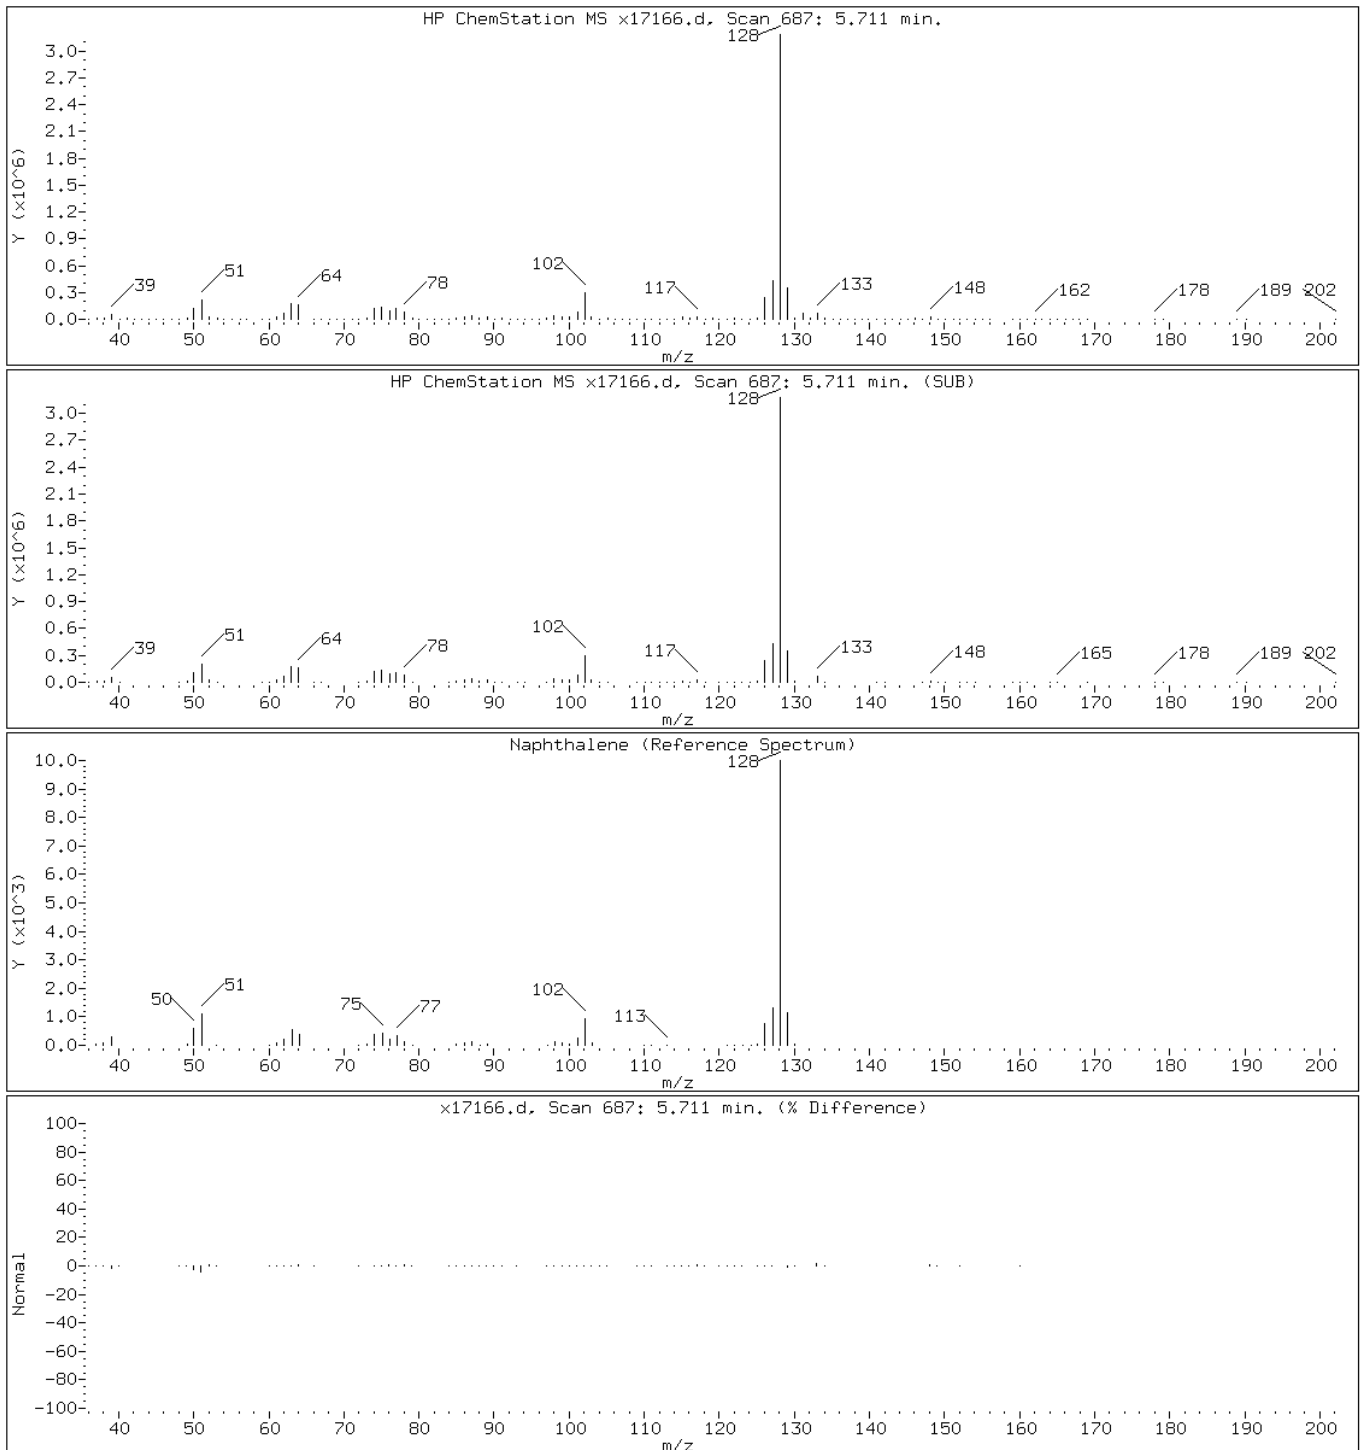 HP ChemStation MS x17166.d, Scan 687: 5.711 min.
128
3.0
2.7
2.4
2.1
1.8
1.5
1.2
0.9
0.6
0.3
0.0
Y (x10^6)
39 51 64 78 102 117 133 148 162 178 189 202
40 50 60 70 80 90 100 110 120 130 140 150 160 170 180 190 200
m/z
HP ChemStation MS x17166.d, Scan 687: 5.711 min. (SUB)
128
3.0
2.7
2.4
2.1
1.8
1.5
1.2
0.9
0.6
0.3
0.0
Y (x10^6)
39 51 64 78 102 117 133 148 165 178 189 202
40 50 60 70 80 90 100 110 120 130 140 150 160 170 180 190 200
m/z
Naphthalene (Reference Spectrum)
128
10.0
9.0
8.0
7.0
6.0
5.0
4.0
3.0
2.0
1.0
0.0
Y (x10^3)
50 51 75 77 102 113
40 50 60 70 80 90 100 110 120 130 140 150 160 170 180 190 200
m/z
x17166.d, Scan 687: 5.711 min. (% Difference)
100
80
60
40
20
0
-20
-40
-60
-80
-100
Normal
40 50 60 70 80 90 100 110 120 130 140 150 160 170 180 190 200
m/z